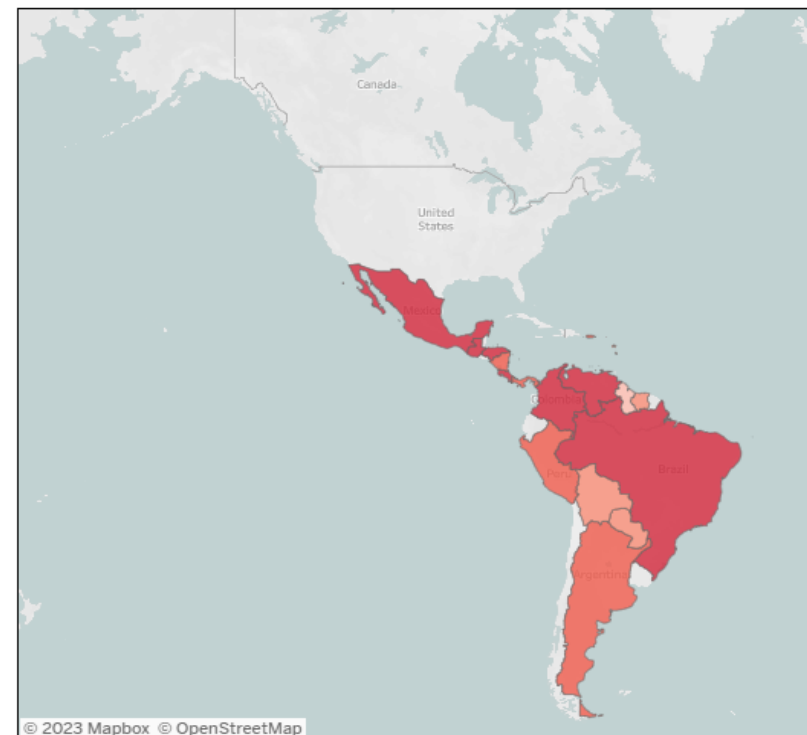 Canada
United
States
Mexico
Colombia
Peru
Brazil
Argentina
© 2023 Mapbox © OpenStreetMap